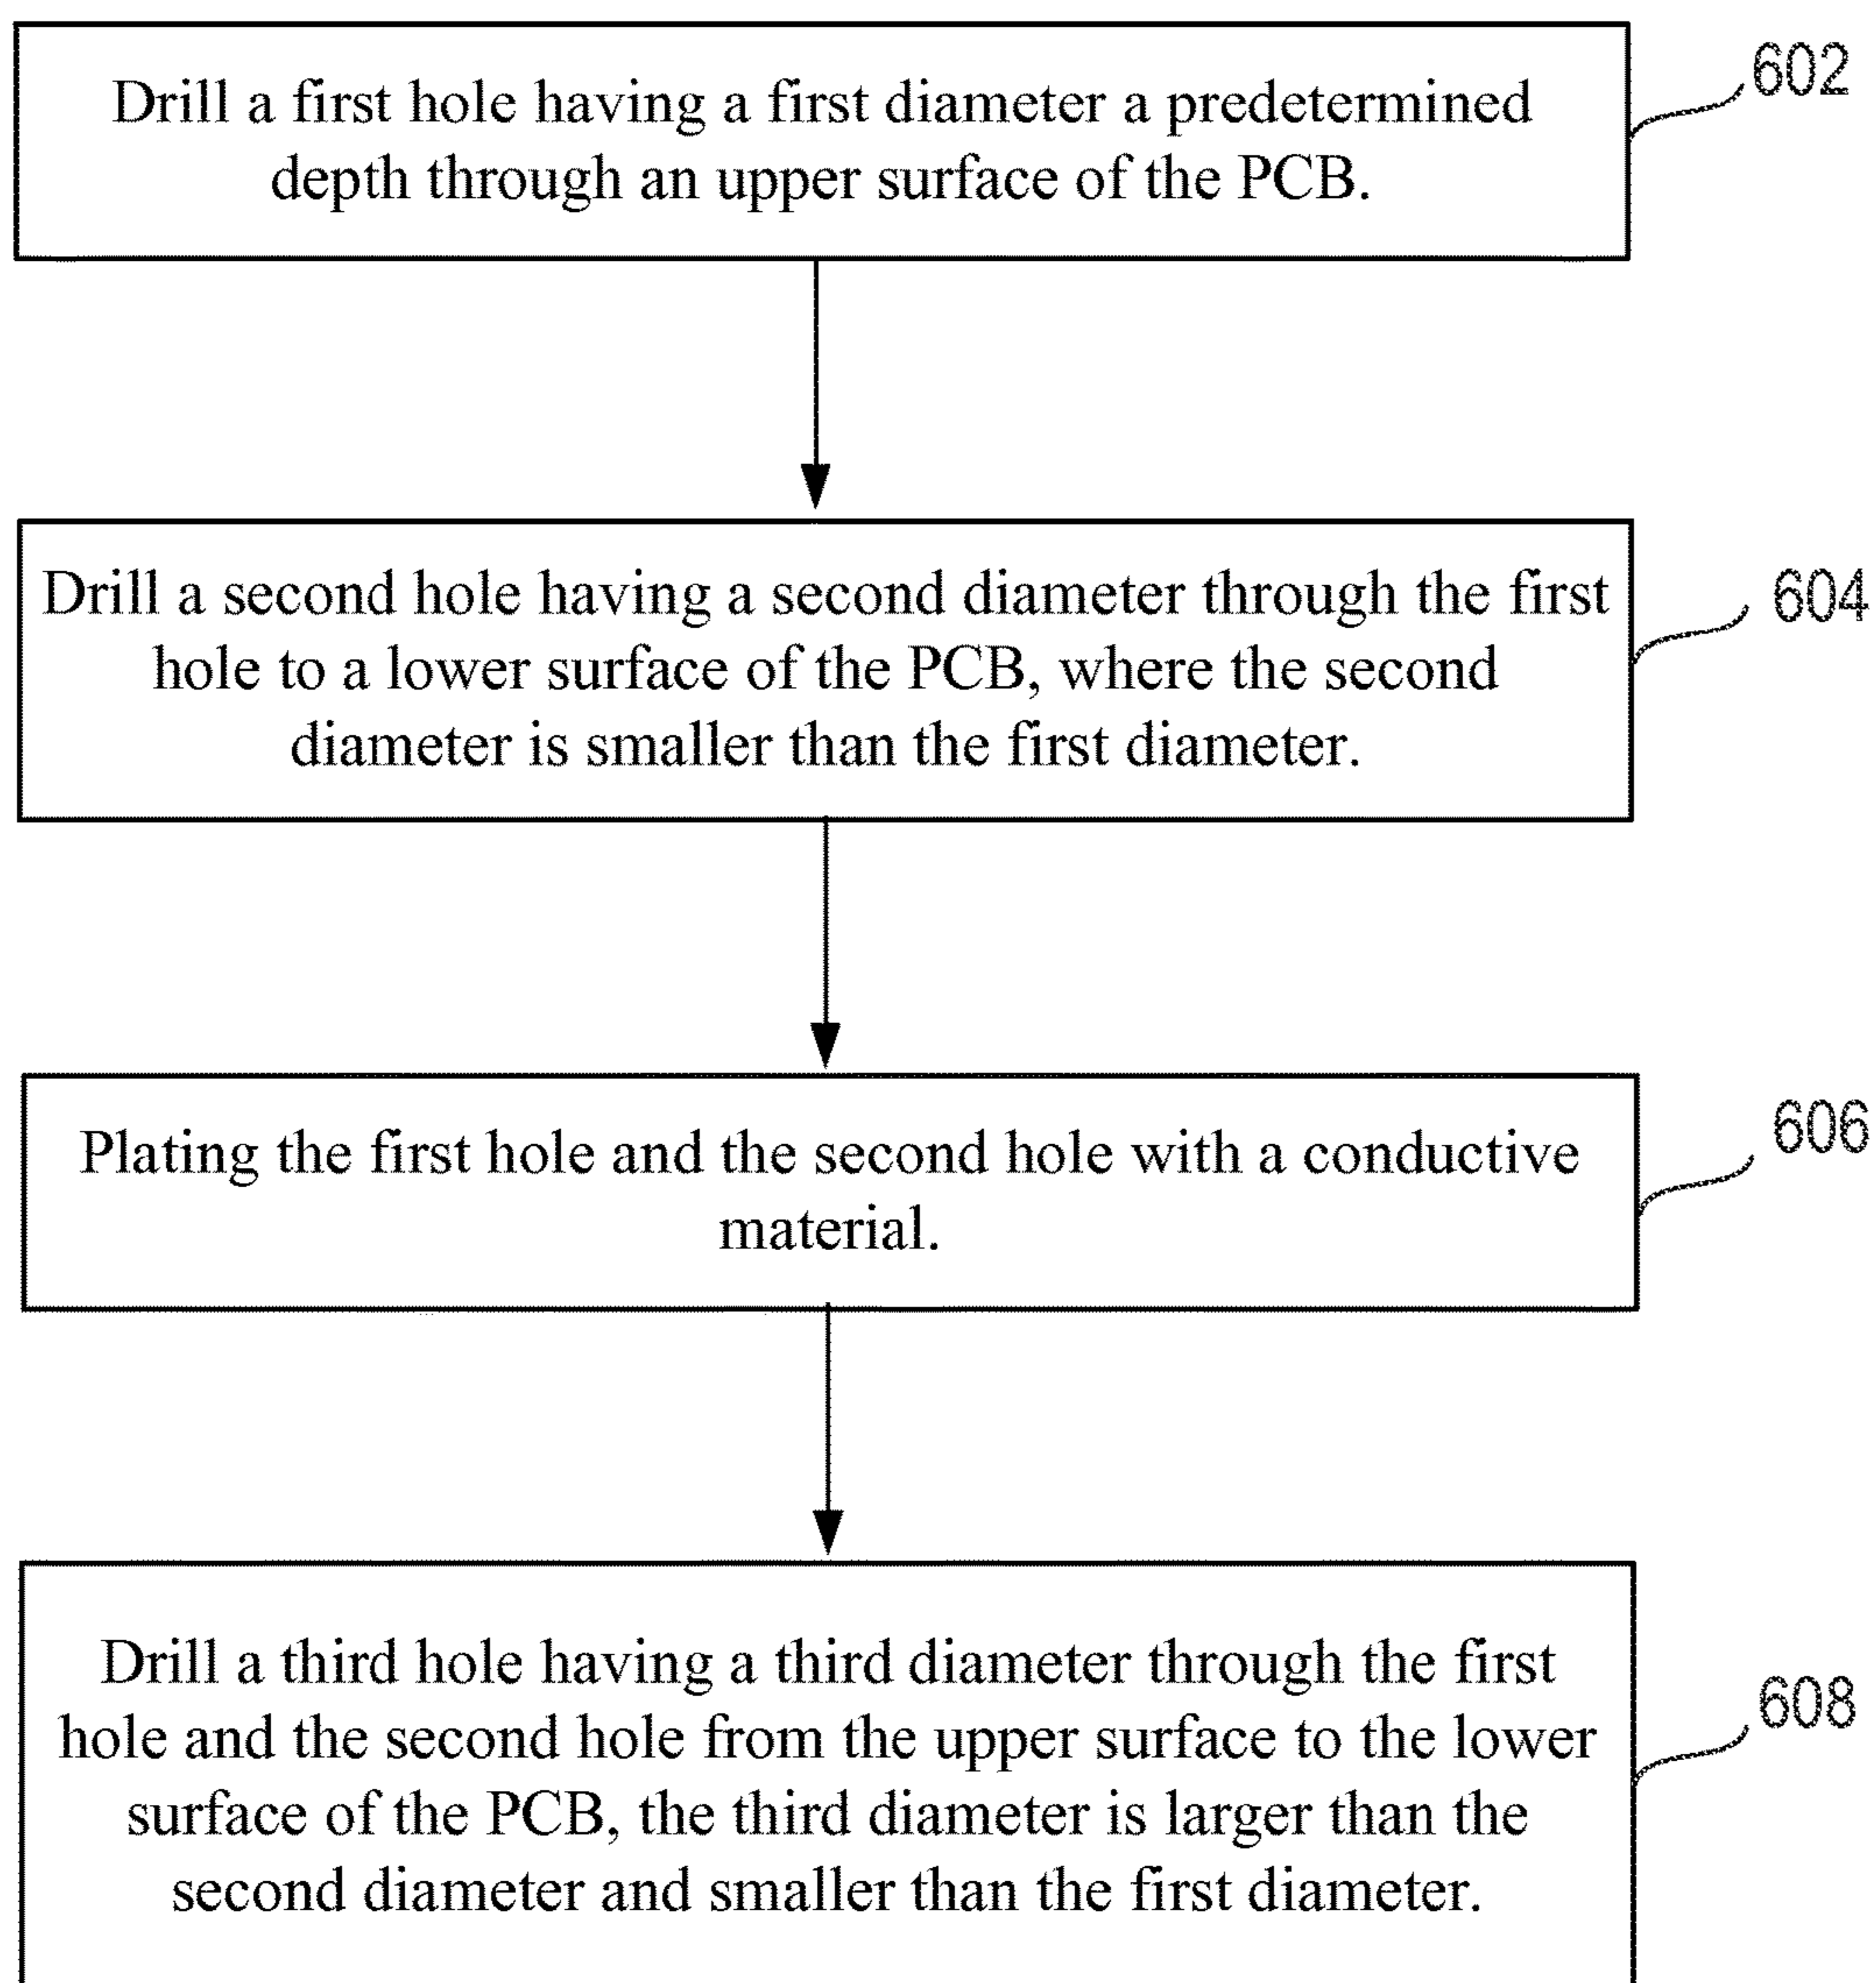 Drill a first hole having a first diameter a predetermined
depth through an upper surface of the PCB.
602
Drill a second hole having a second diameter through the first
hole to a lower surface of the PCB, where the second
diameter is smaller than the first diameter.
604
Plating the first hole and the second hole with a conductive
material.
606
Drill a third hole having a third diameter through the first
hole and the second hole from the upper surface to the lower
surface of the PCB, the third diameter is larger than the
second diameter and smaller than the first diameter.
608